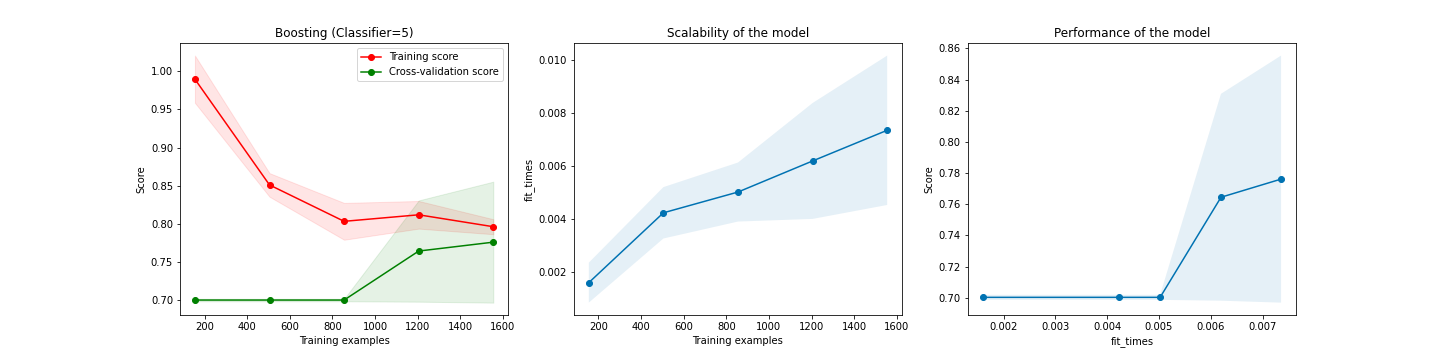 Boosting (Classifier=5)
Training score
Cross-validation score
Score
1.00
0.95
0.90
0.85
0.80
0.75
0.70
200 400 600 800 1000 1200 1400 1600
Training examples
Scalability of the model
fit_times
0.010
0.008
0.006
0.004
0.002
200 400 600 800 1000 1200 1400 1600
Training examples
Performance of the model
Score
0.86
0.84
0.82
0.80
0.78
0.76
0.74
0.72
0.70
0.002 0.003 0.004 0.005 0.006 0.007
fit_times